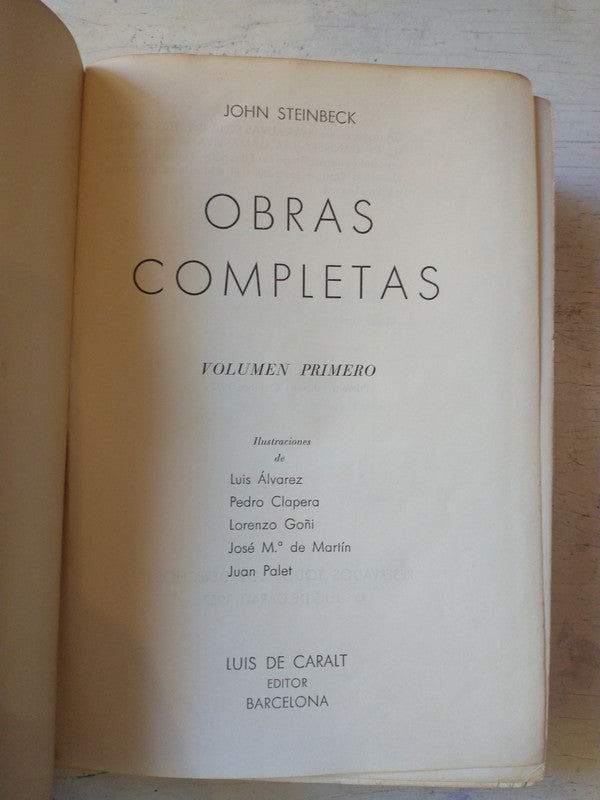 JOHN STEINBECK
OBRAS
COMPLETAS
VOLUMEN PRIMERO
Ilustraciones
de
Luis Álvarez
Pedro Clapera
Lorenzo Goñi
José M.ª de Martín
Juan Palet
LUIS DE CARALT
EDITOR
BARCELONA